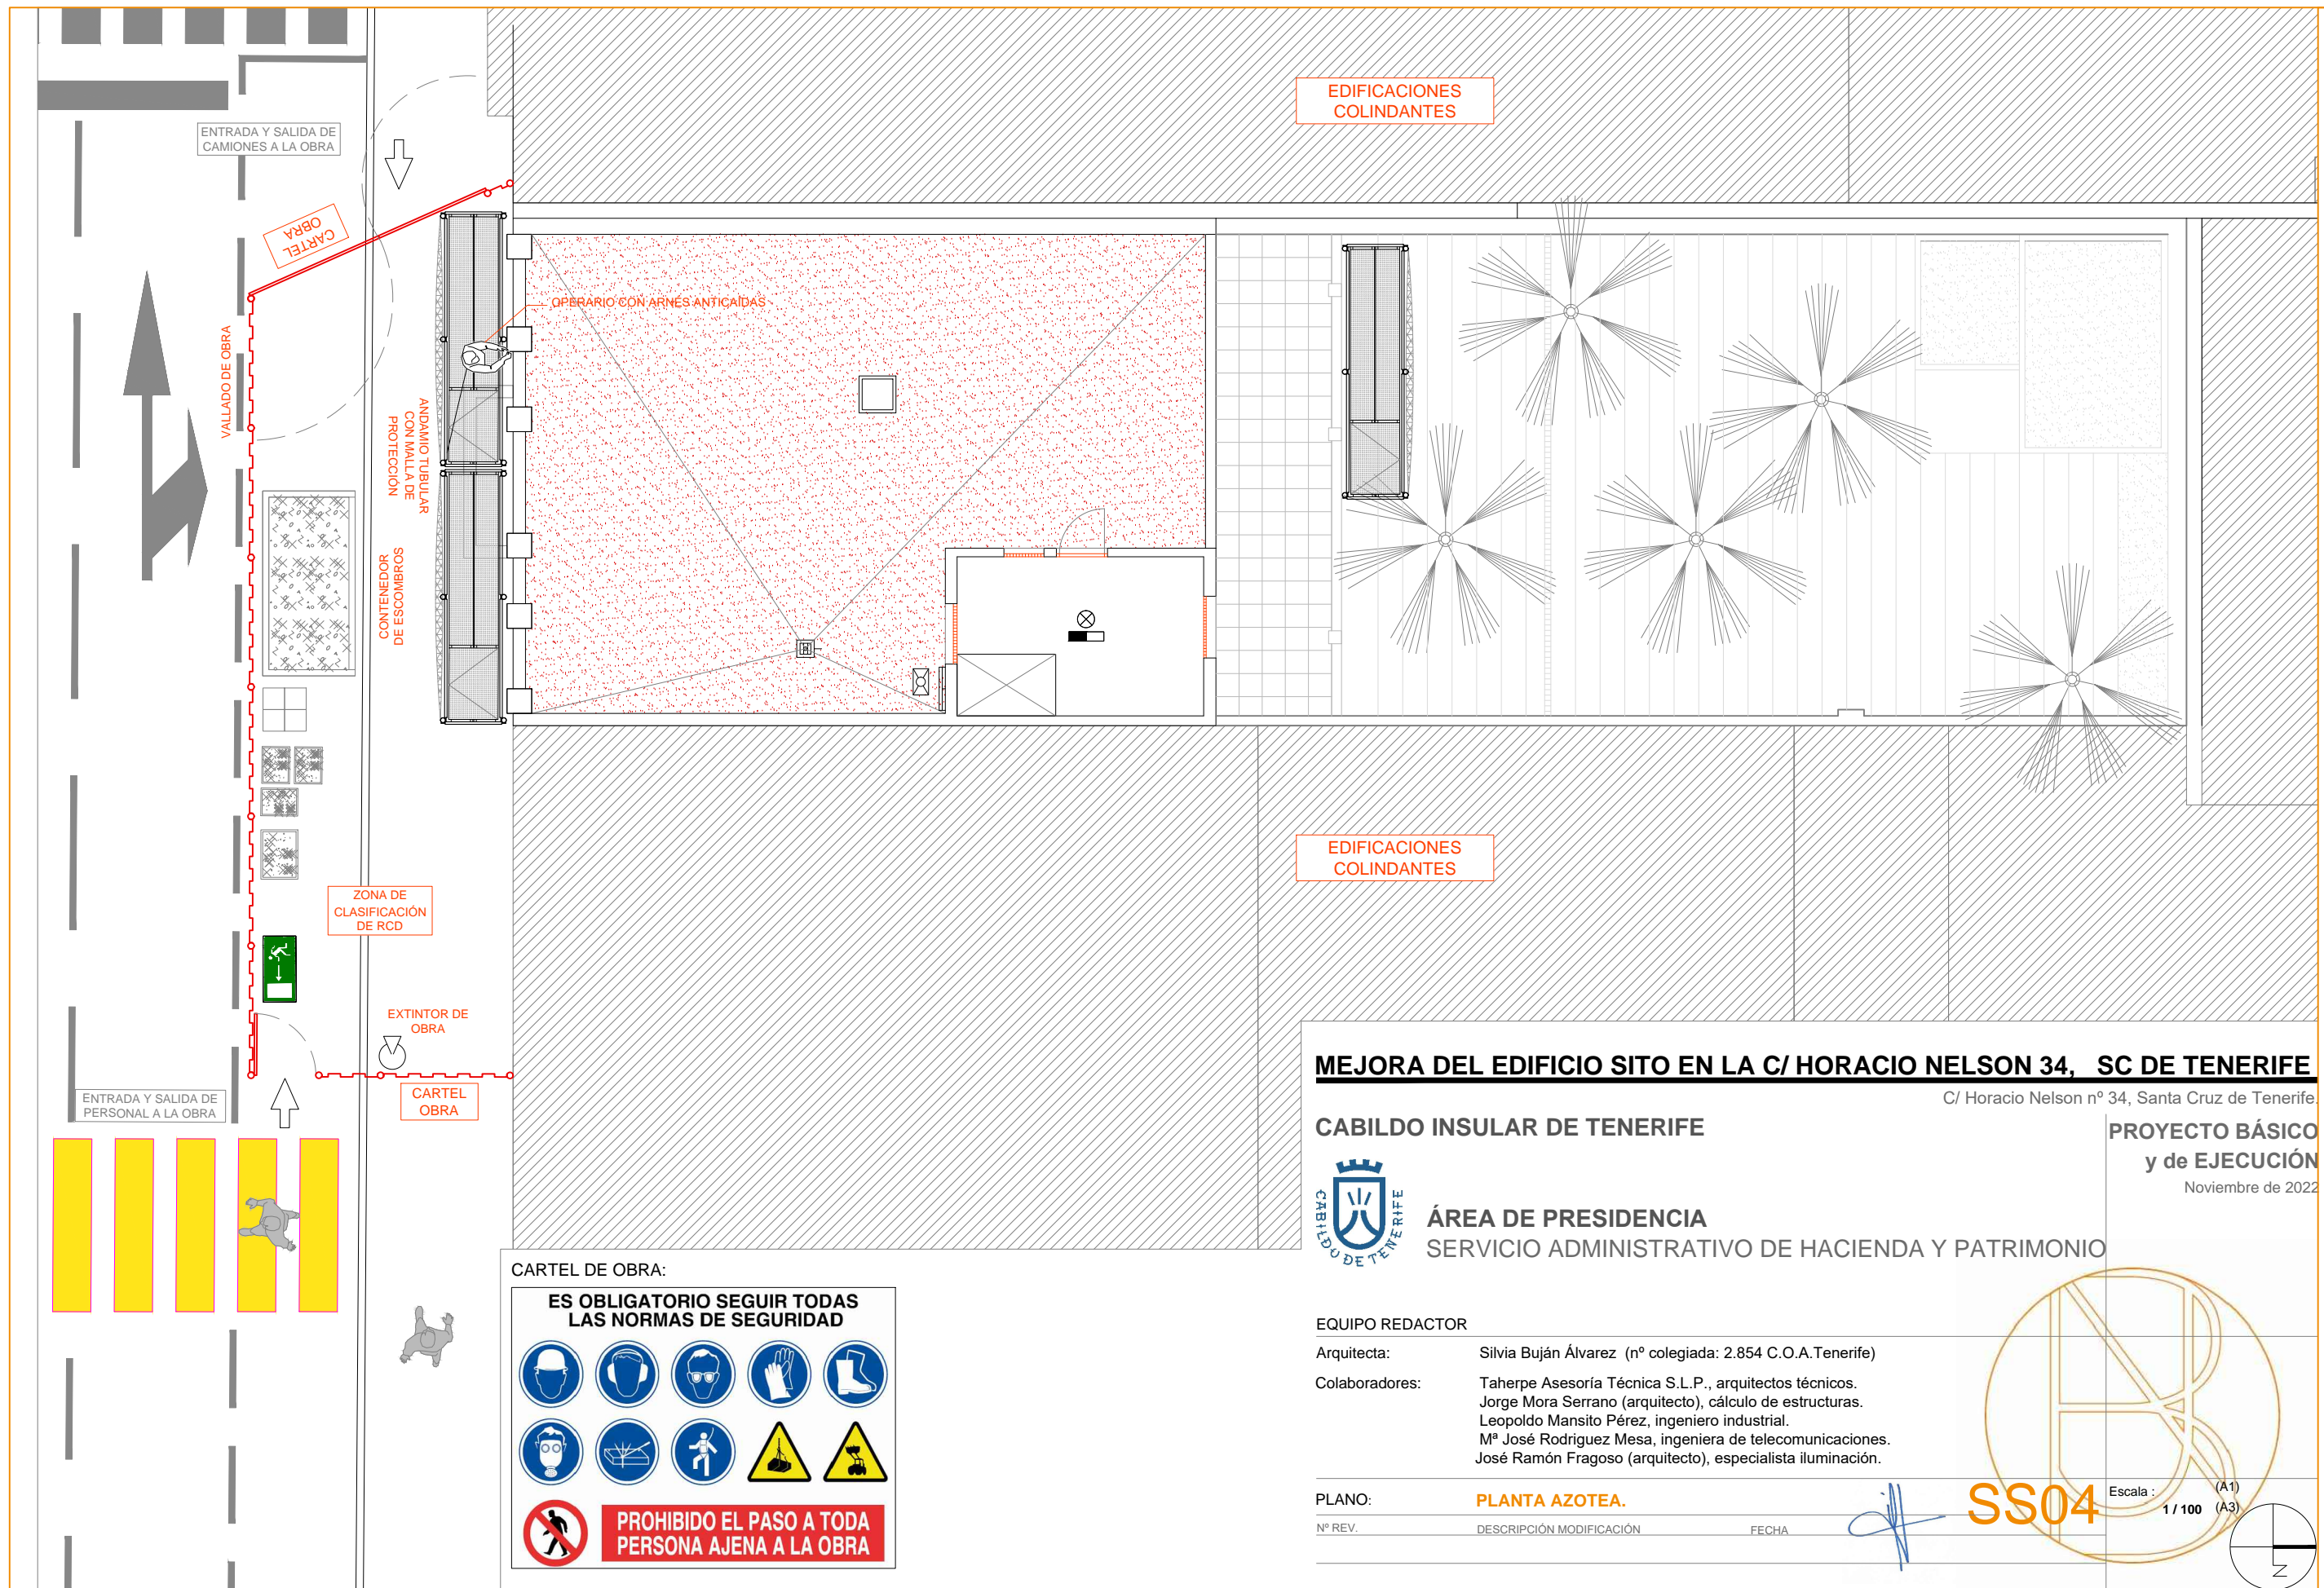 EDIFICACIONES
COLINDANTES
ENTRADA Y SALIDA DE
CAMIONES A LA OBRA
CARTEL
OBRA
VALLADO DE OBRA
OPERARIO CON ARNÉS ANTICAÍDAS
ANDAMIO TUBULAR
CON MALLA DE
PROTECCIÓN
CONTENEDOR
DE ESCOMBROS
EDIFICACIONES
COLINDANTES
ZONA DE
CLASIFICACIÓN
DE RCD
EXTINTOR DE
OBRA
ENTRADA Y SALIDA DE
PERSONAL A LA OBRA
CARTEL
OBRA
CARTEL DE OBRA:
ES OBLIGATORIO SEGUIR TODAS
LAS NORMAS DE SEGURIDAD
PROHIBIDO EL PASO A TODA
PERSONA AJENA A LA OBRA
MEJORA DEL EDIFICIO SITO EN LA C/ HORACIO NELSON 34, SC DE TENERIFE
C/ Horacio Nelson nº 34, Santa Cruz de Tenerife.
CABILDO INSULAR DE TENERIFE
PROYECTO BÁSICO
y de EJECUCIÓN
Noviembre de 2022
CABILDO DE TENERIFE
ÁREA DE PRESIDENCIA
SERVICIO ADMINISTRATIVO DE HACIENDA Y PATRIMONIO
EQUIPO REDACTOR
Arquitecta: Silvia Buján Álvarez (nº colegiada: 2.854 C.O.A.Tenerife)
Colaboradores: Taherpe Asesoría Técnica S.L.P., arquitectos técnicos.
Jorge Mora Serrano (arquitecto), cálculo de estructuras.
Leopoldo Mansito Pérez, ingeniero industrial.
Mª José Rodriguez Mesa, ingeniera de telecomunicaciones.
José Ramón Fragoso (arquitecto), especialista iluminación.
PLANO: PLANTA AZOTEA.
SS04
Escala :
1 / 100
(A1)
(A3)
Nº REV. DESCRIPCIÓN MODIFICACIÓN FECHA
N